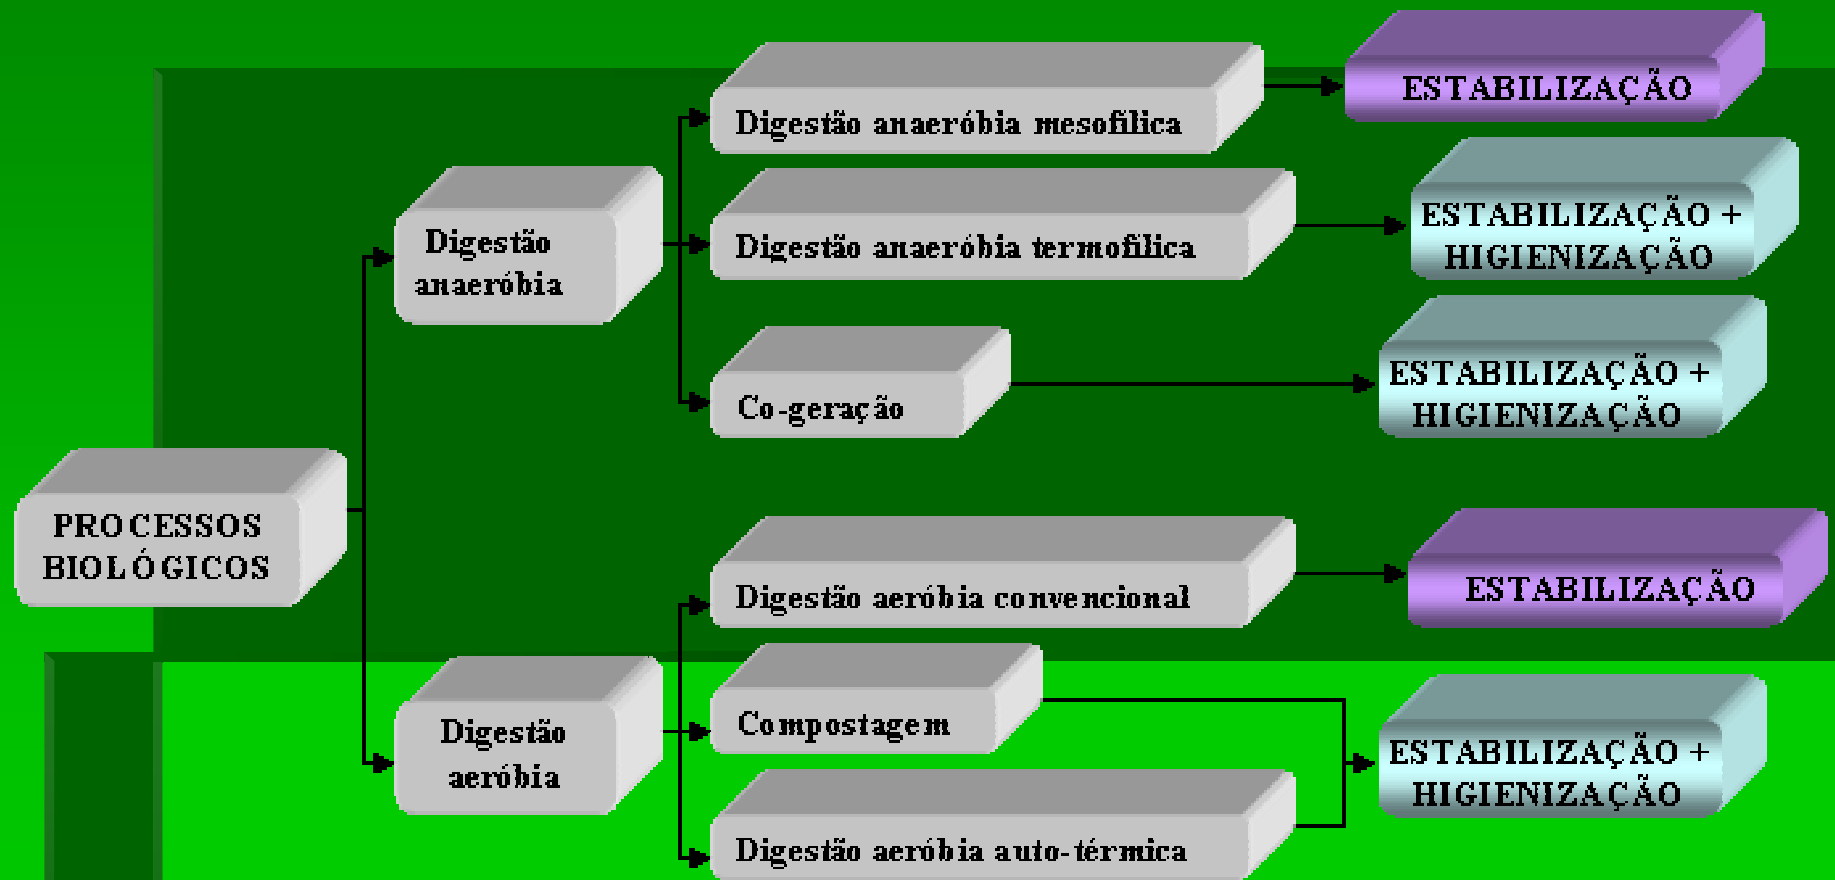 PROCESSOS
BIOLÓGICOS
Digestão
anaeróbia
Digestão anaeróbia mesofílica
ESTABILIZAÇÃO
Digestão anaeróbia termofílica
ESTABILIZAÇÃO +
HIGIENIZAÇÃO
Co-geração
ESTABILIZAÇÃO +
HIGIENIZAÇÃO
Digestão
aeróbia
Digestão aeróbia convencional
ESTABILIZAÇÃO
Compostagem
Digestão aeróbia auto-térmica
ESTABILIZAÇÃO +
HIGIENIZAÇÃO